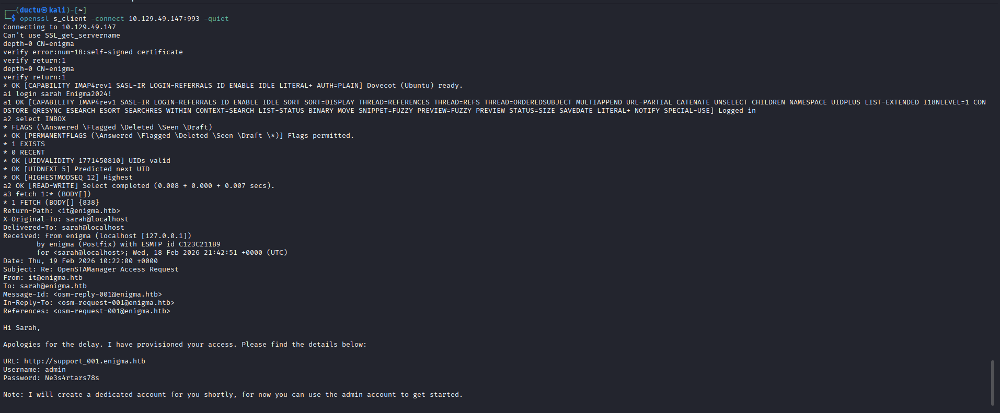 ┌──(ductu㉿kali)-[~]
└─$ openssl s_client -connect 10.129.49.147:993 -quiet
Connecting to 10.129.49.147
Can't use SSL_get_servername
depth=0 CN=enigma
verify error:num=18:self-signed certificate
verify return:1
depth=0 CN=enigma
verify return:1
* OK [CAPABILITY IMAP4rev1 SASL-IR LOGIN-REFERRALS ID ENABLE IDLE LITERAL+ AUTH=PLAIN] Dovecot (Ubuntu) ready.
a1 login sarah Enigma2024!
a1 OK [CAPABILITY IMAP4rev1 SASL-IR LOGIN-REFERRALS ID ENABLE IDLE SORT SORT=DISPLAY THREAD=REFERENCES THREAD=REFS THREAD=ORDEREDSUBJECT MULTIAPPEND URL-PARTIAL CATENATE UNSELECT CHILDREN NAMESPACE UIDPLUS LIST-EXTENDED I18NLEVEL=1 CON
DSTORE QRESYNC ESEARCH ESORT SEARCHRES WITHIN CONTEXT=SEARCH LIST-STATUS BINARY MOVE SNIPPET=FUZZY PREVIEW=FUZZY PREVIEW STATUS=SIZE SAVEDATE LITERAL+ NOTIFY SPECIAL-USE] Logged in
a2 select INBOX
* FLAGS (\Answered \Flagged \Deleted \Seen \Draft)
* OK [PERMANENTFLAGS (\Answered \Flagged \Deleted \Seen \Draft \*)] Flags permitted.
* 1 EXISTS
* 0 RECENT
* OK [UIDVALIDITY 1771450810] UIDs valid
* OK [UIDNEXT 5] Predicted next UID
* OK [HIGHESTMODSEQ 12] Highest
a2 OK [READ-WRITE] Select completed (0.008 + 0.000 + 0.007 secs).
a3 fetch 1:* (BODY[])
* 1 FETCH (BODY[] {838}
Return-Path: <it@enigma.htb>
X-Original-To: sarah@localhost
Delivered-To: sarah@localhost
Received: from enigma (localhost [127.0.0.1])
        by enigma (Postfix) with ESMTP id C123C211B9
        for <sarah@localhost>; Wed, 18 Feb 2026 21:42:51 +0000 (UTC)
Date: Thu, 19 Feb 2026 10:22:00 +0000
Subject: Re: OpenSTAManager Access Request
From: it@enigma.htb
To: sarah@enigma.htb
Message-Id: <osm-reply-001@enigma.htb>
In-Reply-To: <osm-request-001@enigma.htb>
References: <osm-request-001@enigma.htb>

Hi Sarah,

Apologies for the delay. I have provisioned your access. Please find the details below:

URL: http://support_001.enigma.htb
Username: admin
Password: Ne3s4rtars78s

Note: I will create a dedicated account for you shortly, for now you can use the admin account to get started.